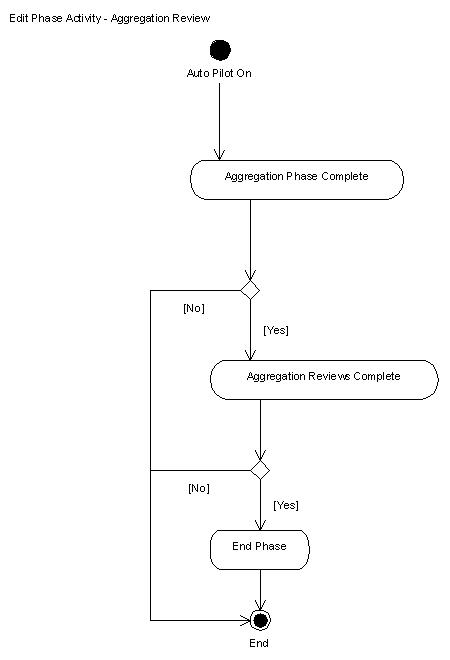 Edit Phase Activity - Aggregation Review
Auto Pilot On
Aggregation Phase Complete
[No]
[Yes]
Aggregation Reviews Complete
[No]
[Yes]
End Phase
End